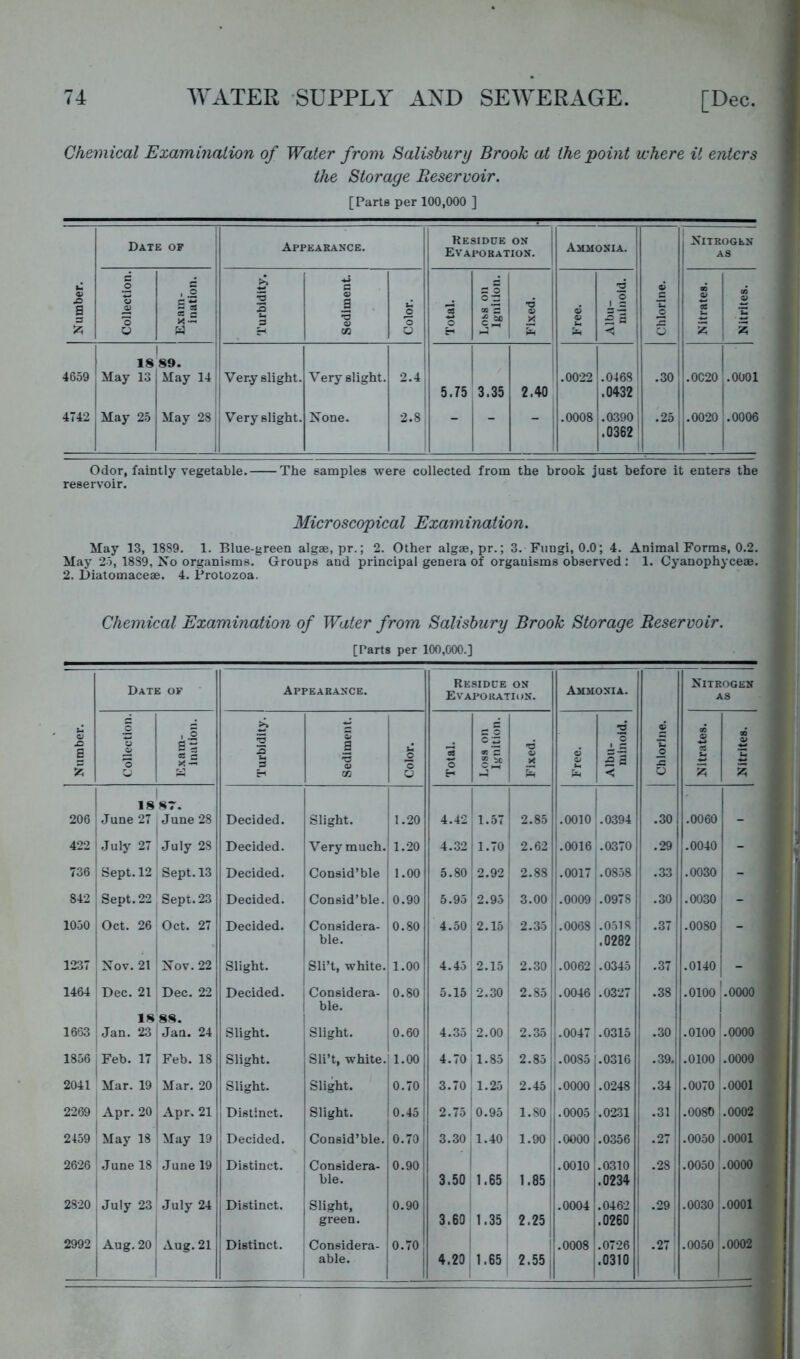 74 WATER SUPPLY AND SEWERAGE. [Dec.
Chemical Examination of Water from Salisbury Brook at the point where it enters
the Storage Reservoir.
[Parts per 100,000 ]
Number. | Date of | Appearance. | Residue on Evaporation. | Ammonia. | Chlorine. | Nitrogen as
Collection. | Examination. | Turbidity. | Sediment. | Color. | Total. | Loss on Ignition. | Fixed. | Free. | Albuminoid. | Nitrates. | Nitrites.
1889.
4659 | May 13 | May 14 | Very slight. | Very slight. | 2.4 | 5.75 | 3.35 | 2.40 | .0022 | .0468 | .30 | .0020 | .0001
.0432
4742 | May 25 | May 28 | Very slight. | None. | 2.8 | - | - | - | .0008 | .0390 | .25 | .0020 | .0006
.0362
Odor, faintly vegetable. —— The samples were collected from the brook just before it enters the
reservoir.
Microscopical Examination.
May 13, 1889. 1. Blue-green algæ, pr.; 2. Other algæ, pr.; 3. Fungi, 0.0; 4. Animal Forms, 0.2.
May 25, 1889, No organisms. Groups and principal genera of organisms observed: 1. Cyanophyceæ.
2. Diatomaceæ. 4. Protozoa.
Chemical Examination of Water from Salisbury Brook Storage Reservoir.
[Parts per 100,000.]
Number. | Date of | Appearance. | Residue on Evaporation. | Ammonia. | Chlorine. | Nitrogen as
Collection. | Examination. | Turbidity. | Sediment. | Color. | Total. | Loss on Ignition. | Fixed. | Free. | Albuminoid. | Nitrates. | Nitrites.
1887.
206 | June 27 | June 28 | Decided. | Slight. | 1.20 | 4.42 | 1.57 | 2.85 | .0010 | .0394 | .30 | .0060 | -
422 | July 27 | July 28 | Decided. | Very much. | 1.20 | 4.32 | 1.70 | 2.62 | .0016 | .0370 | .29 | .0040 | -
736 | Sept. 12 | Sept. 13 | Decided. | Consid'ble | 1.00 | 5.80 | 2.92 | 2.88 | .0017 | .0858 | .33 | .0030 | -
842 | Sept. 22 | Sept. 23 | Decided. | Consid'ble. | 0.90 | 5.95 | 2.95 | 3.00 | .0009 | .0978 | .30 | .0030 | -
1050 | Oct. 26 | Oct. 27 | Decided. | Considera- | 0.80 | 4.50 | 2.15 | 2.35 | .0068 | .0518 | .37 | .0080 | -
ble. | .0282
1237 | Nov. 21 | Nov. 22 | Slight. | Sli't, white. | 1.00 | 4.45 | 2.15 | 2.30 | .0062 | .0345 | .37 | .0140 | -
1464 | Dec. 21 | Dec. 22 | Decided. | Considera- | 0.80 | 5.15 | 2.30 | 2.85 | .0046 | .0327 | .38 | .0100 | .0000
ble.
1888.
1663 | Jan. 23 | Jan. 24 | Slight. | Slight. | 0.60 | 4.35 | 2.00 | 2.35 | .0047 | .0315 | .30 | .0100 | .0000
1856 | Feb. 17 | Feb. 18 | Slight. | Sli't, white. | 1.00 | 4.70 | 1.85 | 2.85 | .0085 | .0316 | .39. | .0100 | .0000
2041 | Mar. 19 | Mar. 20 | Slight. | Slight. | 0.70 | 3.70 | 1.25 | 2.45 | .0000 | .0248 | .34 | .0070 | .0001
2269 | Apr. 20 | Apr. 21 | Distinct. | Slight. | 0.45 | 2.75 | 0.95 | 1.80 | .0005 | .0231 | .31 | .0080 | .0002
2459 | May 18 | May 19 | Decided. | Consid'ble. | 0.70 | 3.30 | 1.40 | 1.90 | .0000 | .0356 | .27 | .0050 | .0001
2626 | June 18 | June 19 | Distinct. | Considera- | 0.90 | 3.50 | 1.65 | 1.85 | .0010 | .0310 | .28 | .0050 | .0000
ble. | .0234
2820 | July 23 | July 24 | Distinct. | Slight, | 0.90 | 3.60 | 1.35 | 2.25 | .0004 | .0462 | .29 | .0030 | .0001
green. | .0260
2992 | Aug. 20 | Aug. 21 | Distinct. | Considera- | 0.70 | 4.20 | 1.65 | 2.55 | .0008 | .0726 | .27 | .0050 | .0002
able. | .0310